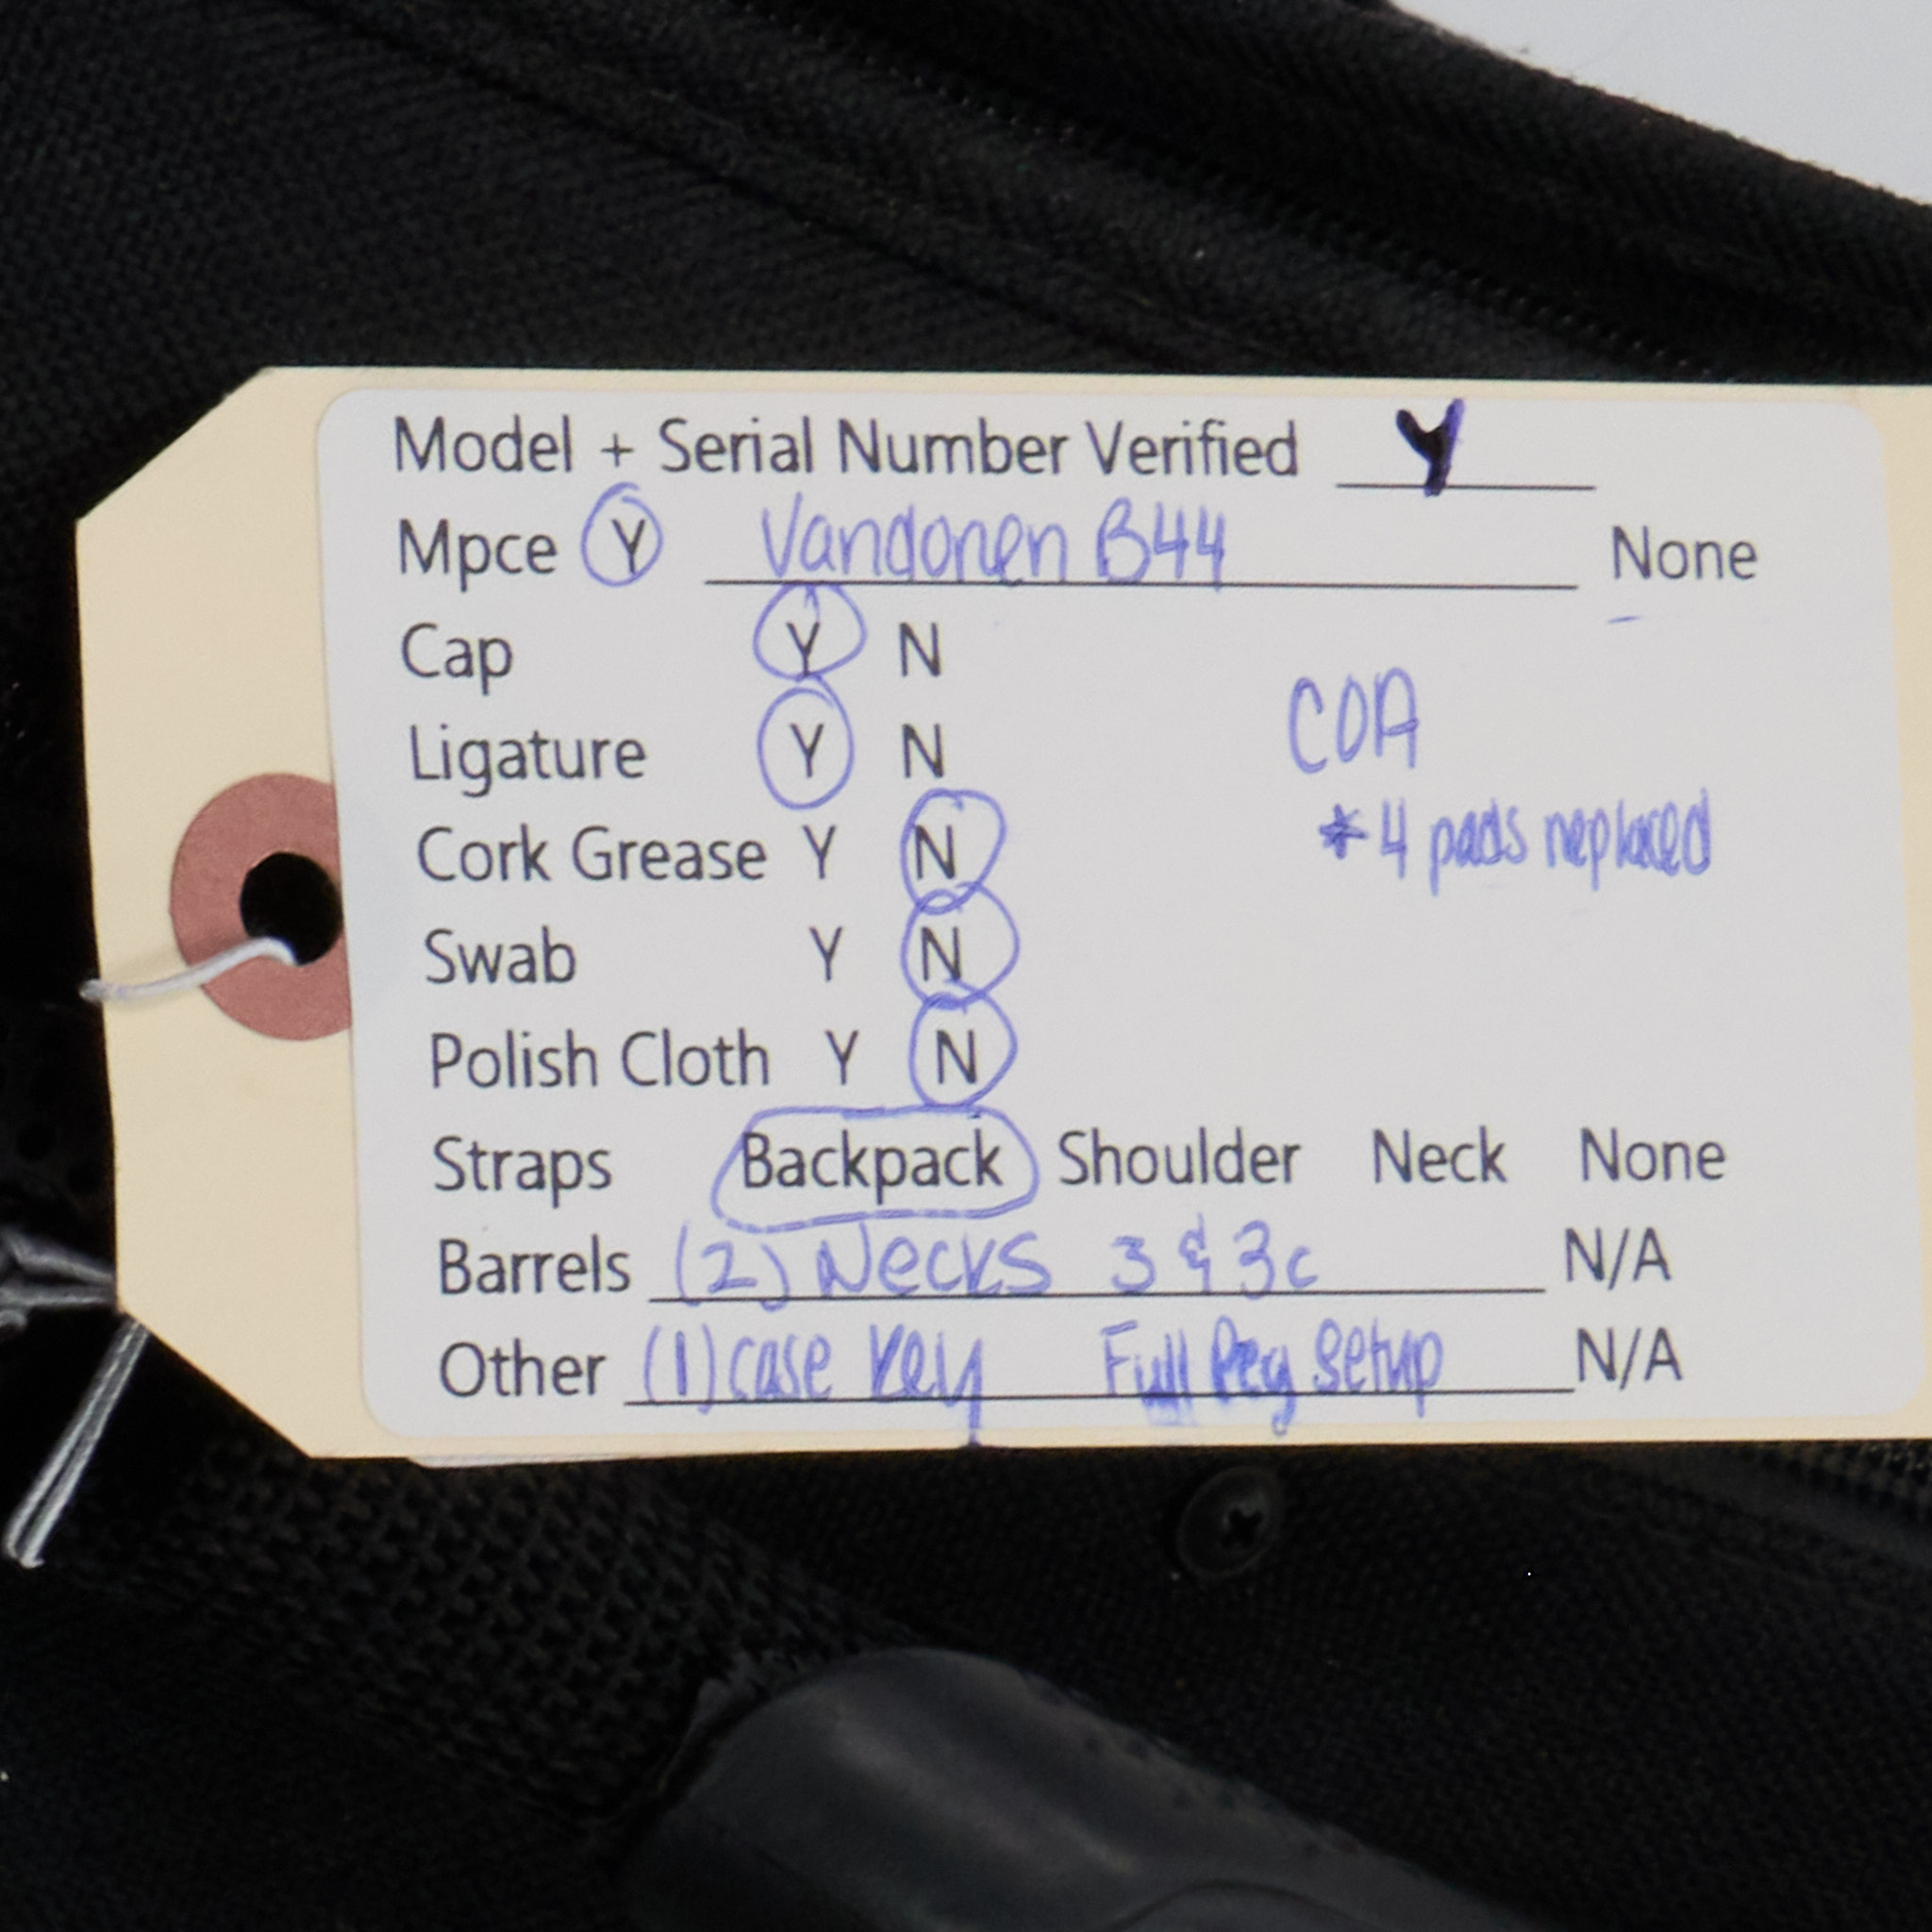 Model + Serial Number Verified Y
Mpce Y Vandoren B44 None
Cap Y N
Ligature Y N
COA
Cork Grease Y N
* 4 pads replaced
Swab Y N
Polish Cloth Y N
Straps Backpack Shoulder Neck None
Barrels (2) Necks 3 & 3c N/A
Other (1) case key Full Peg Setup N/A